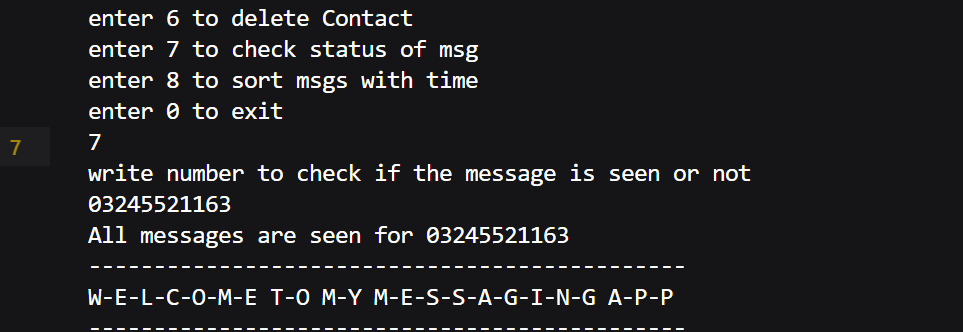 enter 6 to delete Contact
enter 7 to check status of msg
enter 8 to sort msgs with time
enter 0 to exit
7
7
write number to check if the message is seen or not
03245521163
All messages are seen for 03245521163
----------------------------------------------
W-E-L-C-O-M-E T-O M-Y M-E-S-S-A-G-I-N-G A-P-P
----------------------------------------------